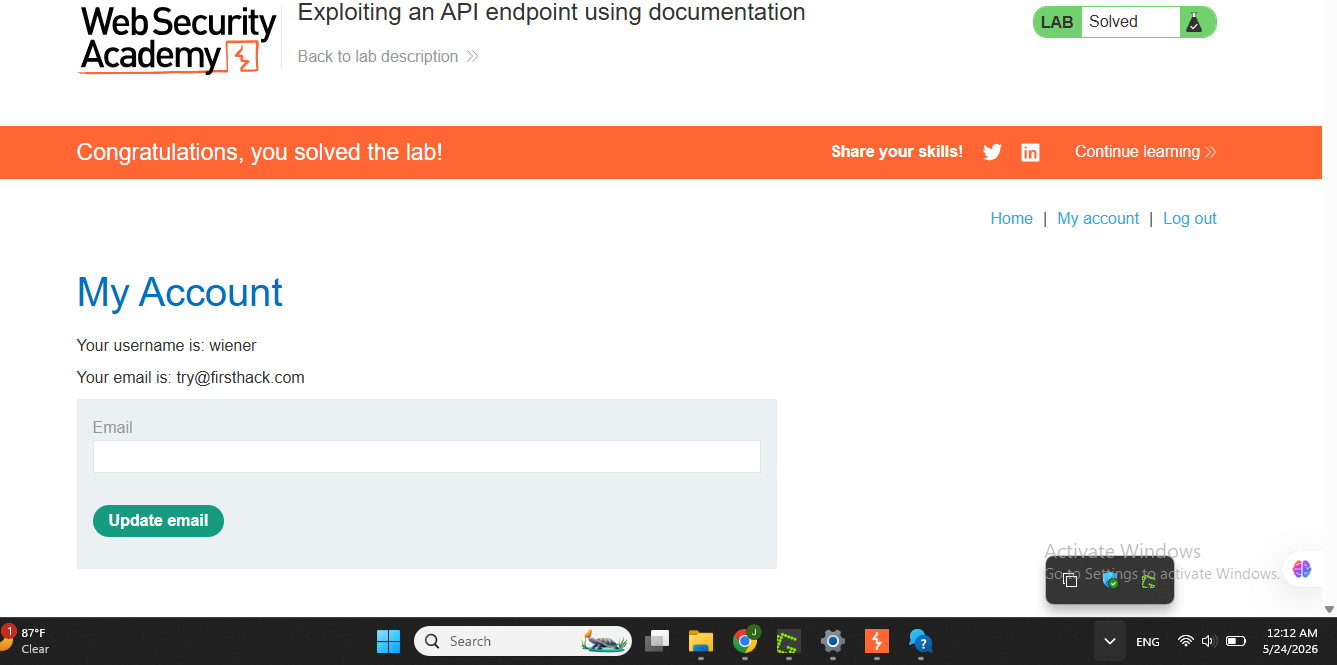 Web Security
Academy
Exploiting an API endpoint using documentation
Back to lab description
LAB Solved
Congratulations, you solved the lab!
Share your skills!
in
Continue learning
Home | My account | Log out
My Account
Your username is: wiener
Your email is: try@firsthack.com
Email
Update email
Activate Windows
Go to Settings to activate Windows.
1
87°F
Clear
Search
J
?
ENG
12:12 AM
5/24/2026